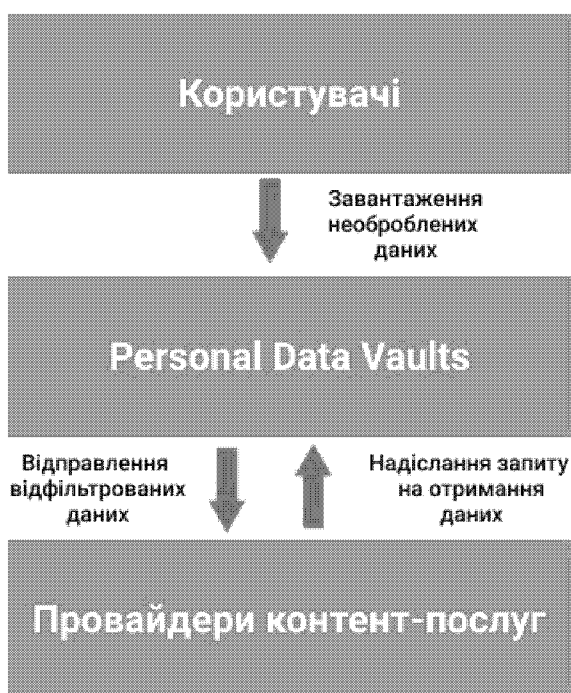 Користувачі
Завантаження
необроблених
даних
Personal Data Vaults
Відправлення
відфільтрованих
даних
Надіслання запиту
на отримання
даних
Провайдери контент-послуг